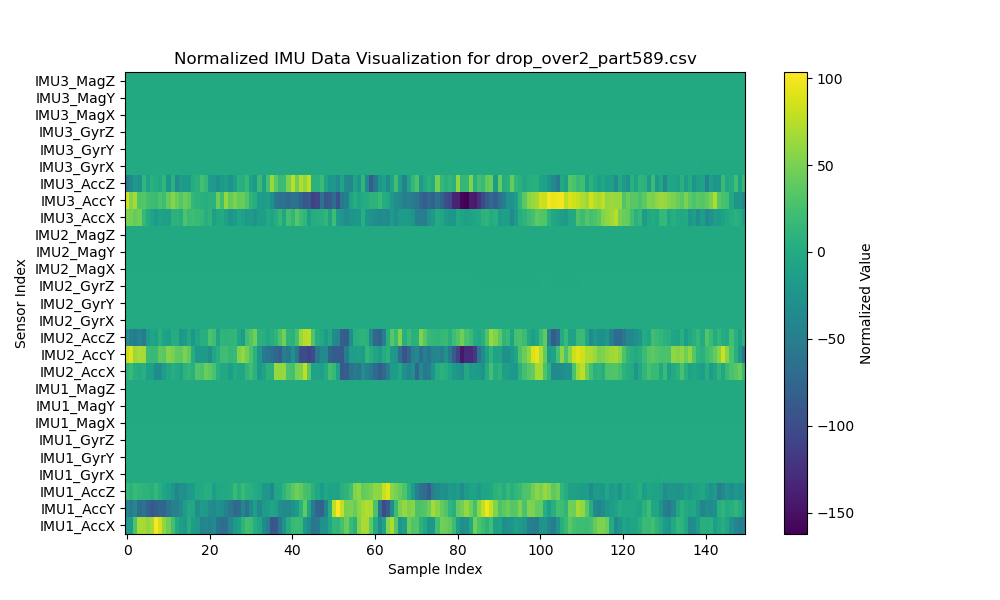 Normalized IMU Data Visualization for drop_over2_part589.csv
IMU3_MagZ
IMU3_MagY
IMU3_MagX
IMU3_GyrZ
IMU3_GyrY
IMU3_GyrX
IMU3_AccZ
IMU3_AccY
IMU3_AccX
IMU2_MagZ
IMU2_MagY
IMU2_MagX
IMU2_GyrZ
IMU2_GyrY
IMU2_GyrX
IMU2_AccZ
IMU2_AccY
IMU2_AccX
IMU1_MagZ
IMU1_MagY
IMU1_MagX
IMU1_GyrZ
IMU1_GyrY
IMU1_GyrX
IMU1_AccZ
IMU1_AccY
IMU1_AccX
Sensor Index
0 20 40 60 80 100 120 140
Sample Index
100
50
0
−50
−100
−150
Normalized Value